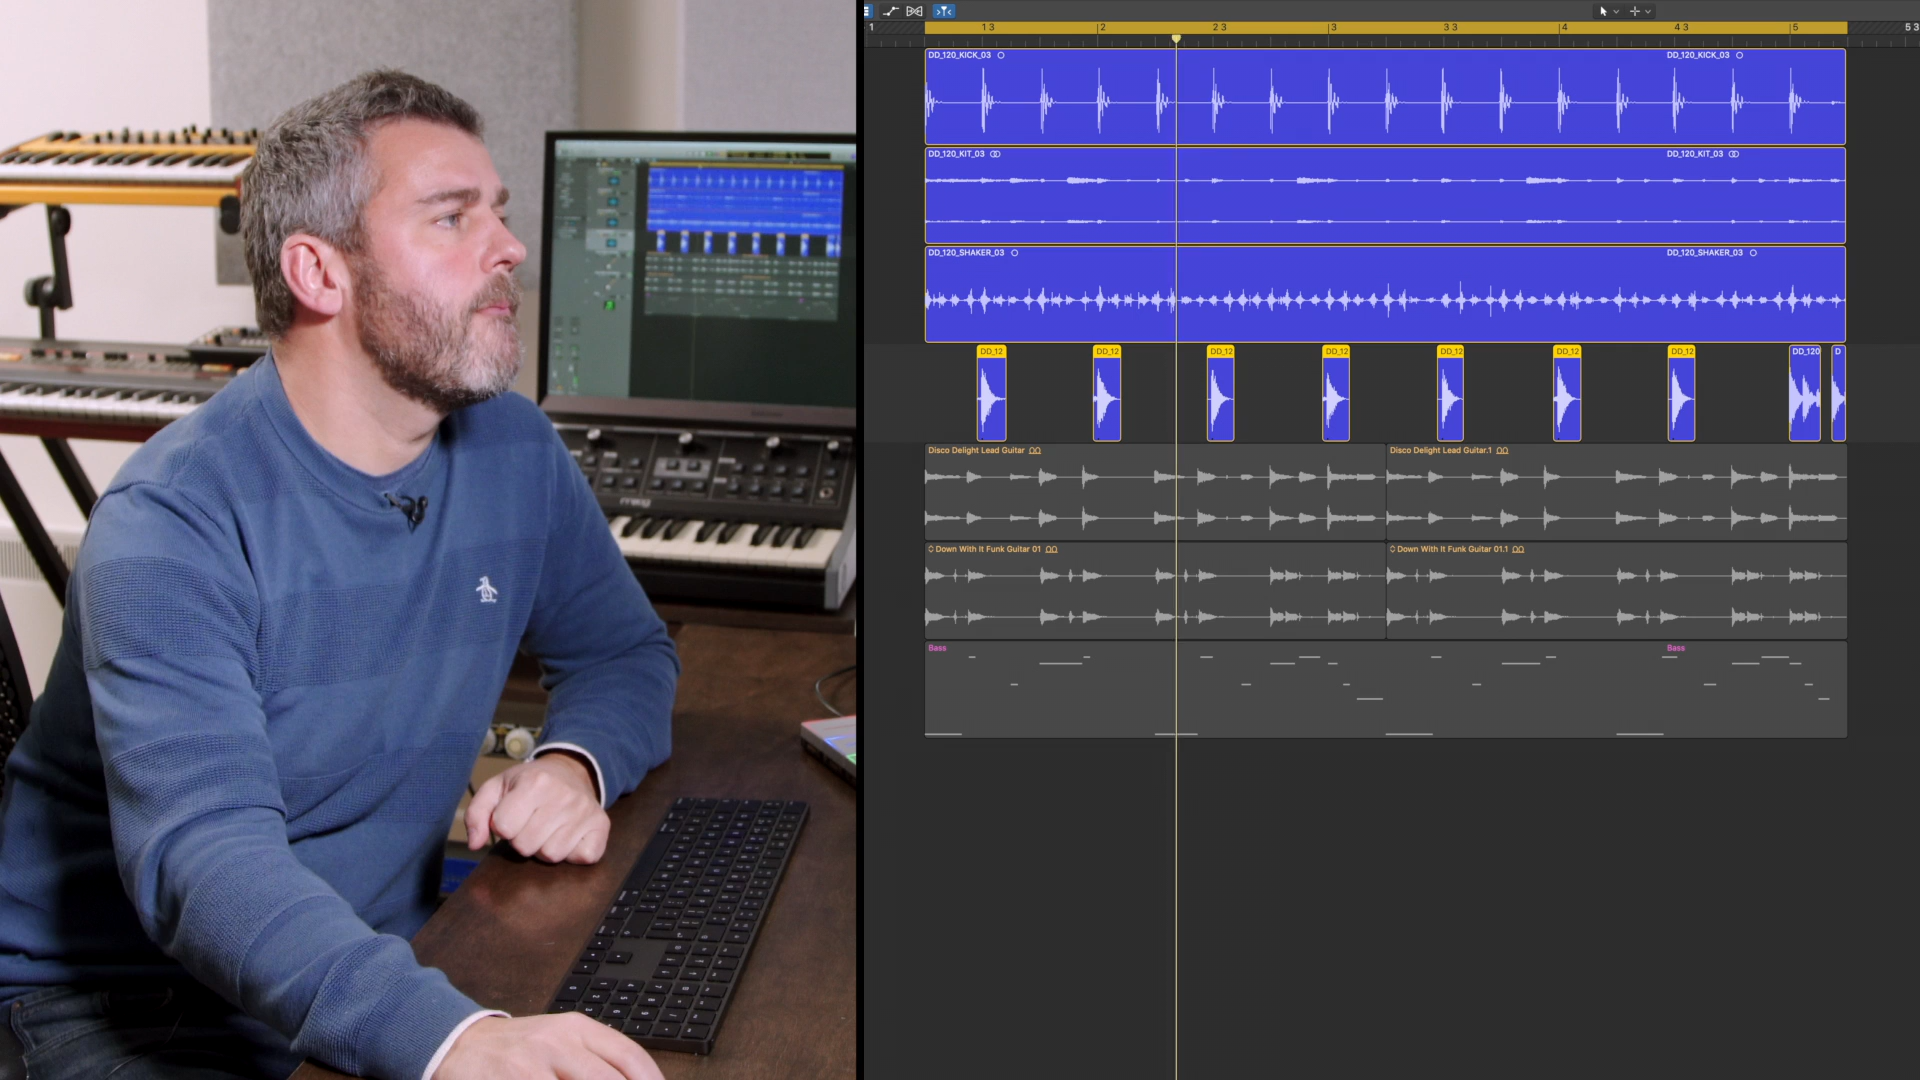 1 1 3 2 2 3 3 3 3 4 4 3 5 5 3
DD_120_KICK_03 DD_120_KICK_03
DD_120_KIT_03 DD_120_KIT_03
DD_120_SHAKER_03 DD_120_SHAKER_03
DD_12 DD_12 DD_12 DD_12 DD_12 DD_12 DD_12 DD_120 D
Disco Delight Lead Guitar Disco Delight Lead Guitar.1
Down With It Funk Guitar 01 Down With It Funk Guitar 01.1
Bass Bass
moog